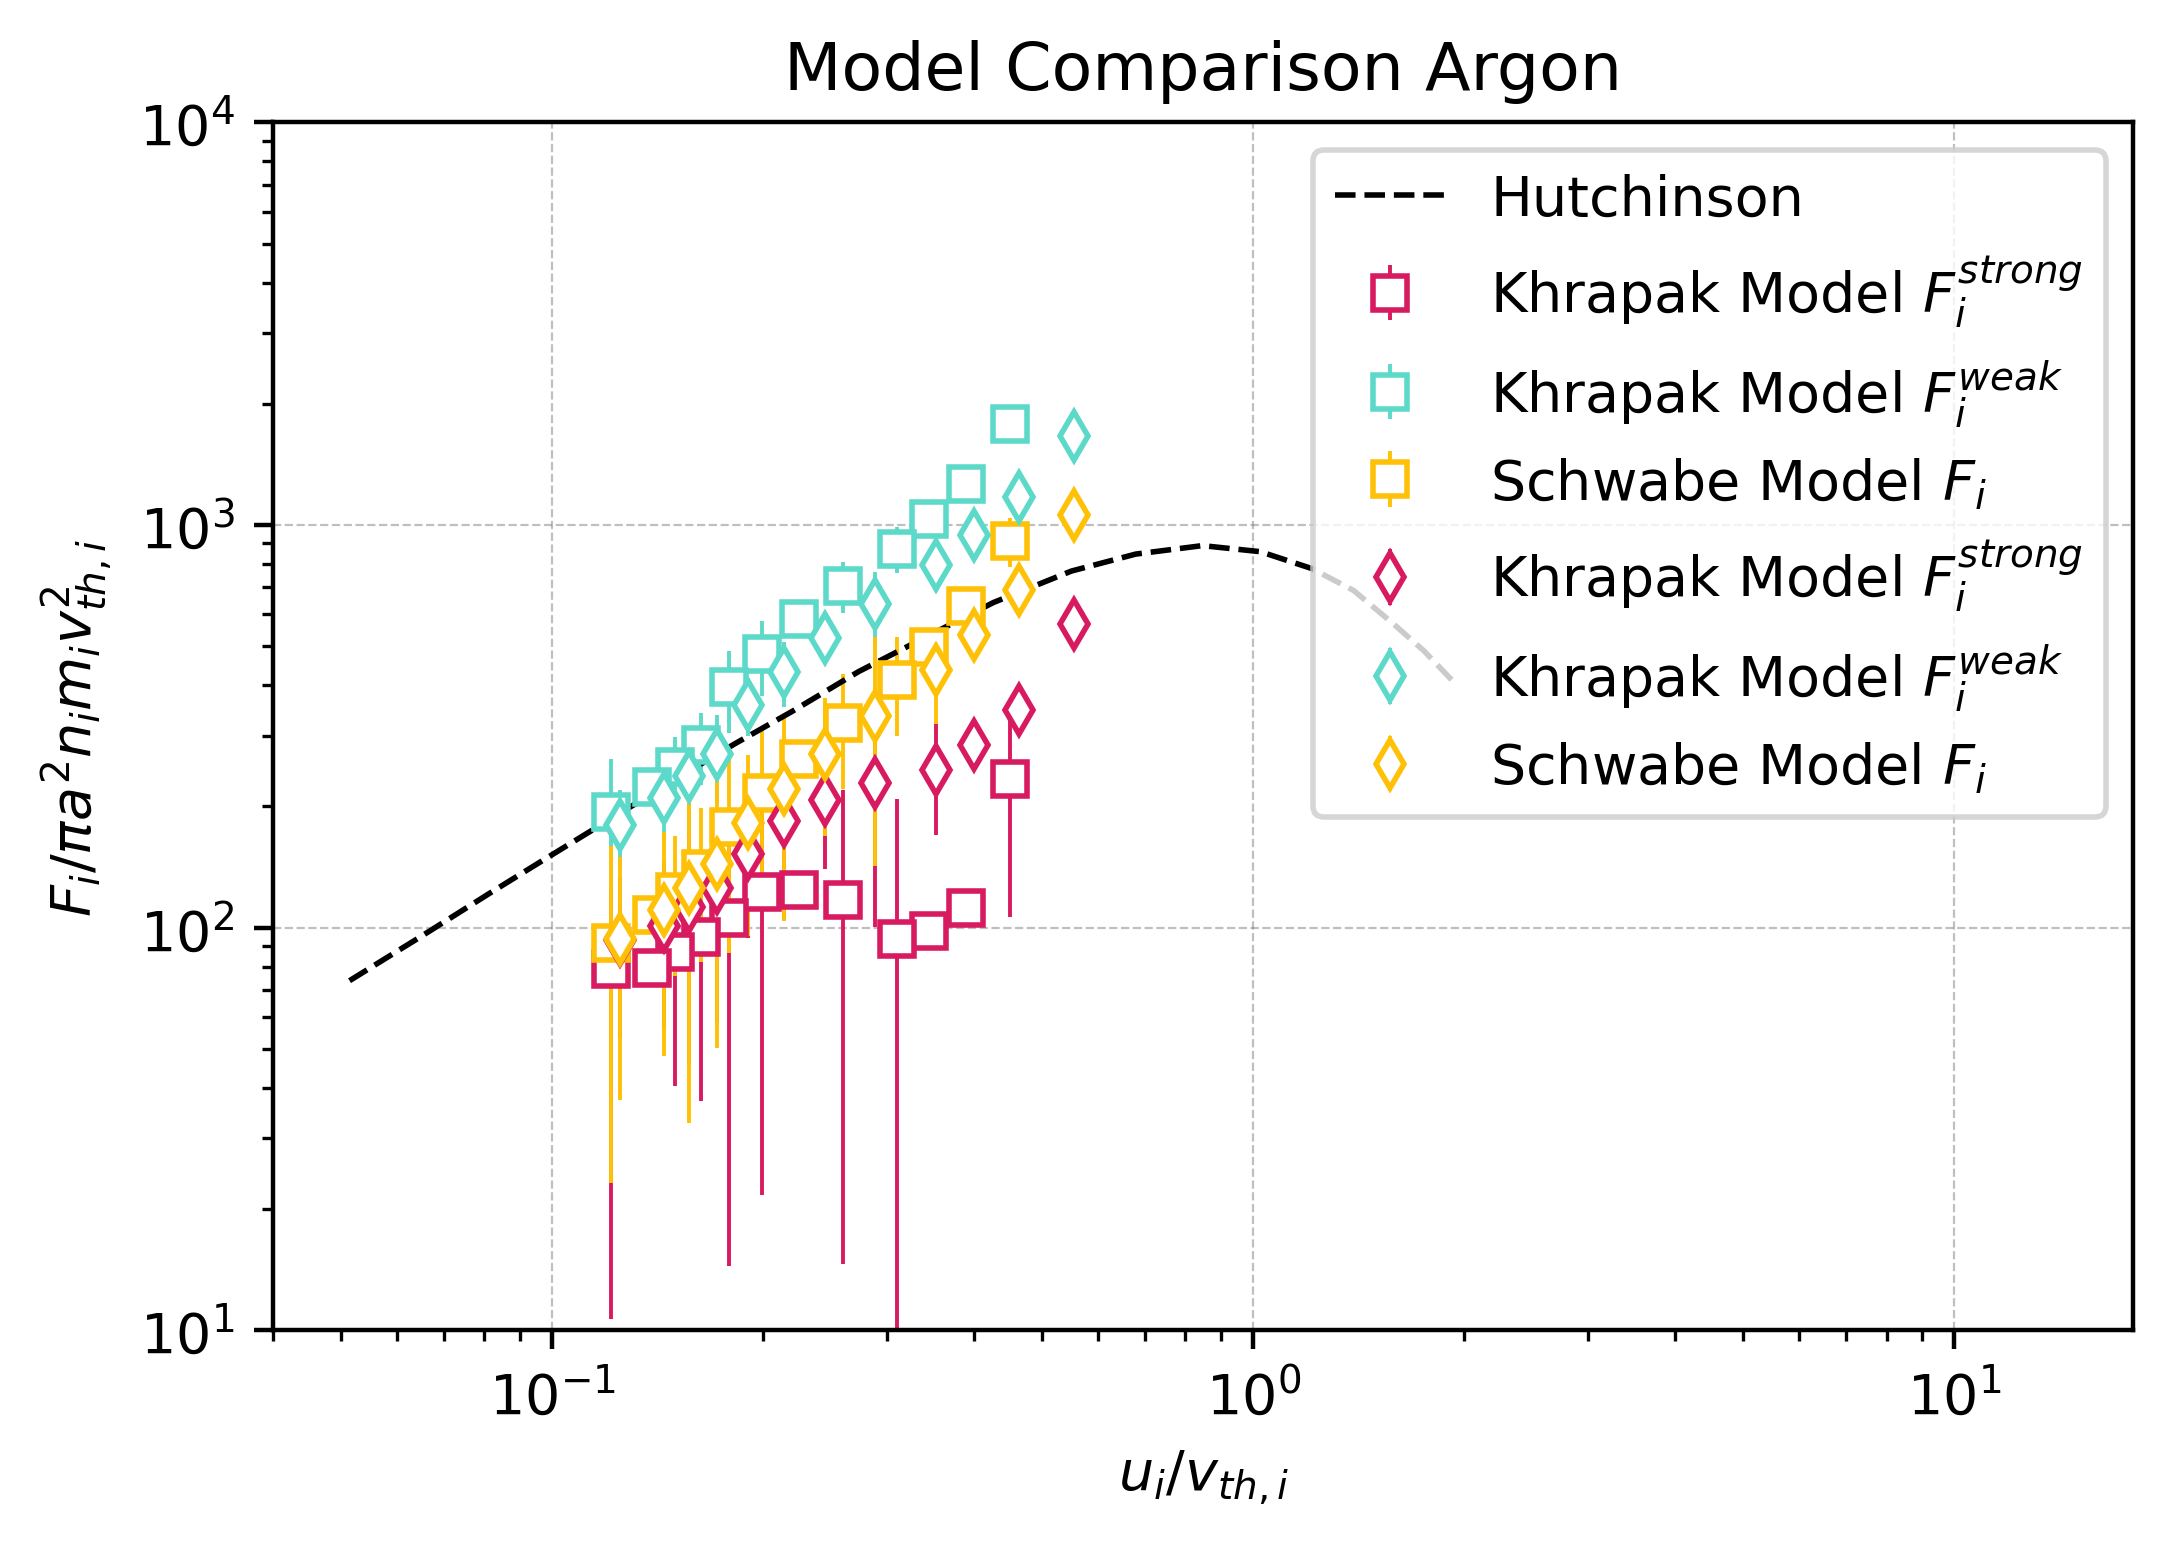 Model Comparison Argon
10^4
10^3
10^2
10^1
F_i/πa^2n_im_iv^2_{th,i}
Hutchinson
Khrapak Model F_i^{strong}
Khrapak Model F_i^{weak}
Schwabe Model F_i
Khrapak Model F_i^{strong}
Khrapak Model F_i^{weak}
Schwabe Model F_i
10^{−1}
10^0
10^1
u_i/v_{th,i}